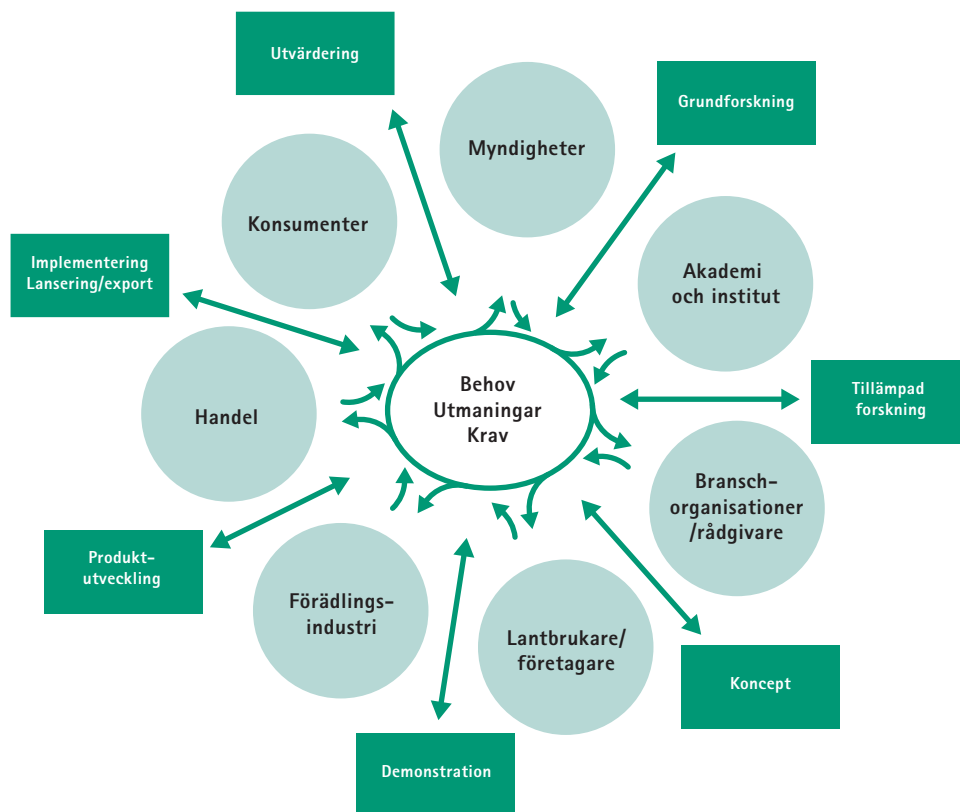 Utvärdering
Myndigheter
Grundforskning
Konsumenter
Implementering
Lansering/export
Akademi
och institut
Behov
Utmaningar
Krav
Handel
Tillämpad
forskning
Bransch-
organisationer
/rådgivare
Produkt-
utveckling
Förädlings-
industri
Lantbrukare/
företagare
Koncept
Demonstration